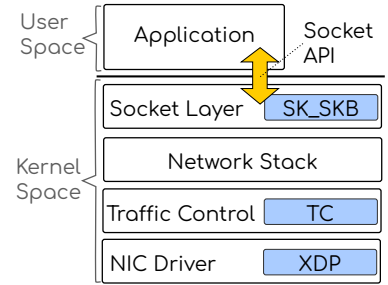 User
Space
Application
Socket
API
Kernel
Space
Socket Layer SK_SKB
Network Stack
Traffic Control TC
NIC Driver XDP